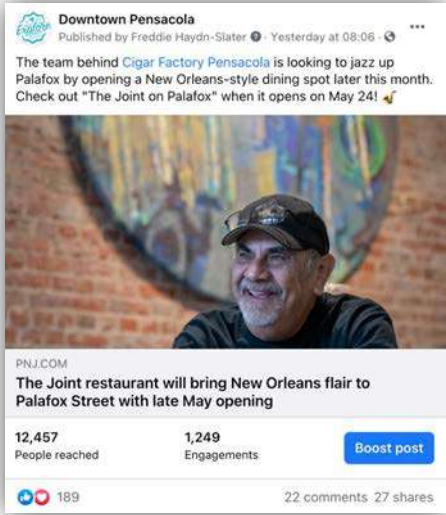 Explore
Downtown Pensacola
Published by Freddie Haydn-Slater · Yesterday at 08:06 ·
The team behind Cigar Factory Pensacola is looking to jazz up
Palafox by opening a New Orleans-style dining spot later this month.
Check out "The Joint on Palafox" when it opens on May 24! 🎷
PNJ.COM
The Joint restaurant will bring New Orleans flair to
Palafox Street with late May opening
12,457
People reached
1,249
Engagements
Boost post
189
22 comments 27 shares